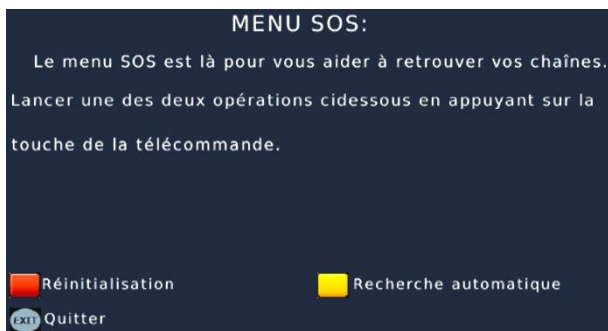 MENU SOS:
Le menu SOS est là pour vous aider à retrouver vos chaînes.
Lancer une des deux opérations cidessous en appuyant sur la
touche de la télécommande.
Réinitialisation
Recherche automatique
EXIT Quitter